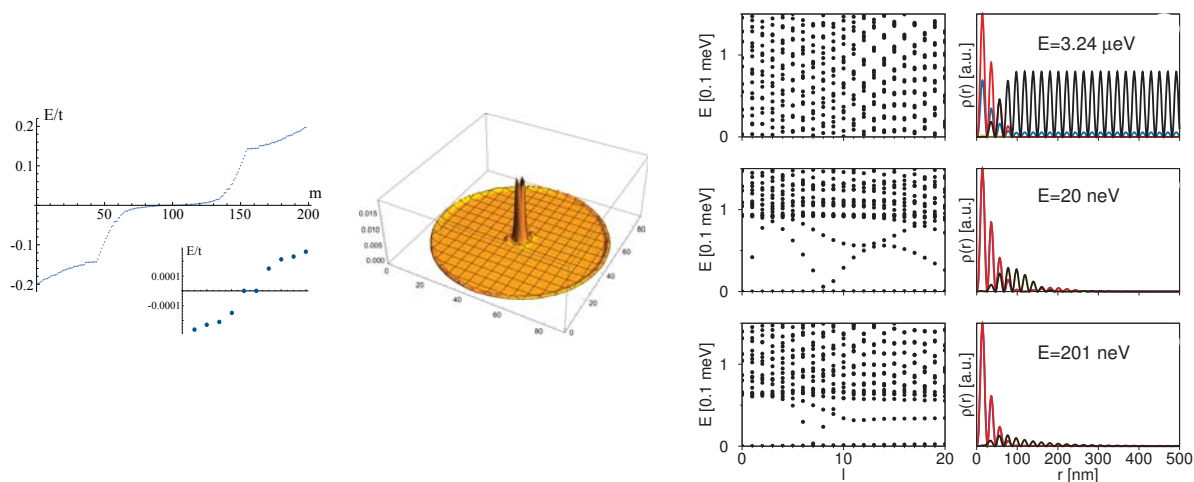 E/t
0.2
0.1
m
50
100
150
200
-0.1
-0.2
E/t
0.0001
-0.0001
0.015
0.010
0.005
0.000
0
20
40
60
80
0
20
40
60
80
E [0.1 meV]
1
0
ρ(r) [a.u.]
E=3.24 µeV
E [0.1 meV]
1
0
ρ(r) [a.u.]
E=20 neV
E [0.1 meV]
1
0
0 10 20
l
ρ(r) [a.u.]
E=201 neV
0 100 200 300 400 500
r [nm]